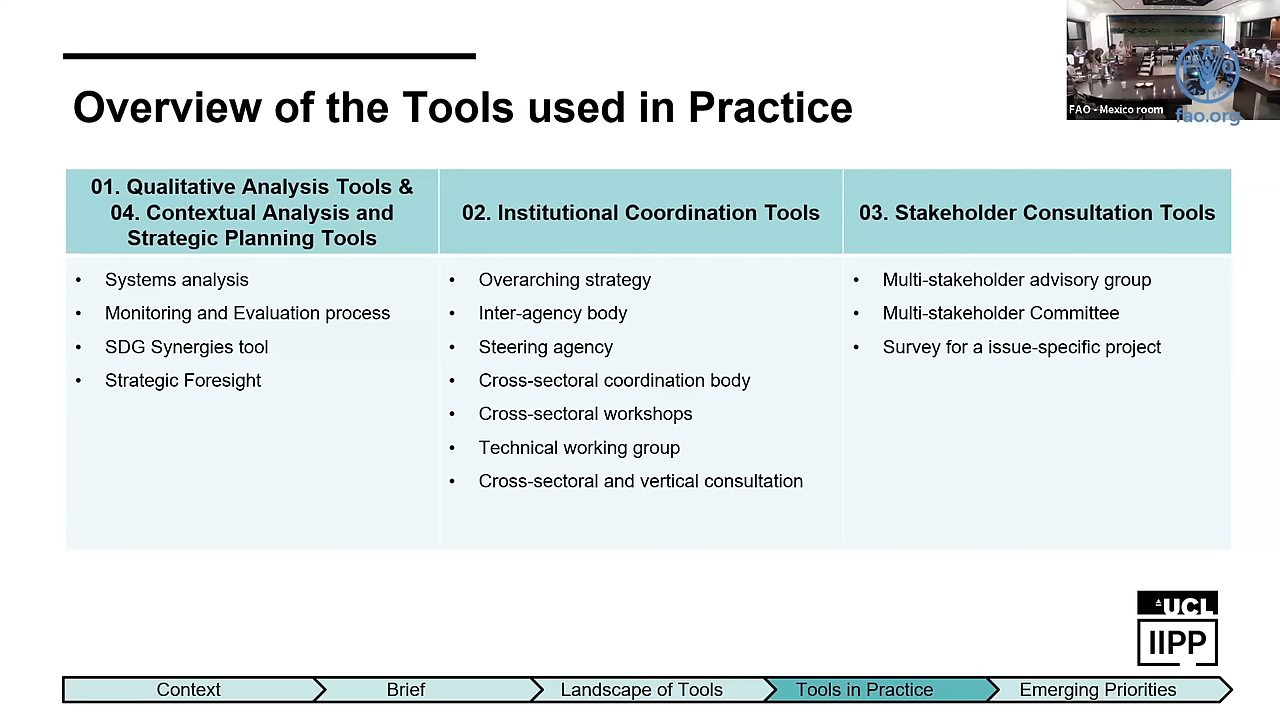 FAO - Mexico room
fao.org
Overview of the Tools used in Practice
01. Qualitative Analysis Tools &
04. Contextual Analysis and
Strategic Planning Tools
02. Institutional Coordination Tools
03. Stakeholder Consultation Tools
• Systems analysis
• Monitoring and Evaluation process
• SDG Synergies tool
• Strategic Foresight
• Overarching strategy
• Inter-agency body
• Steering agency
• Cross-sectoral coordination body
• Cross-sectoral workshops
• Technical working group
• Cross-sectoral and vertical consultation
• Multi-stakeholder advisory group
• Multi-stakeholder Committee
• Survey for a issue-specific project
UCL
IIPP
Context
Brief
Landscape of Tools
Tools in Practice
Emerging Priorities